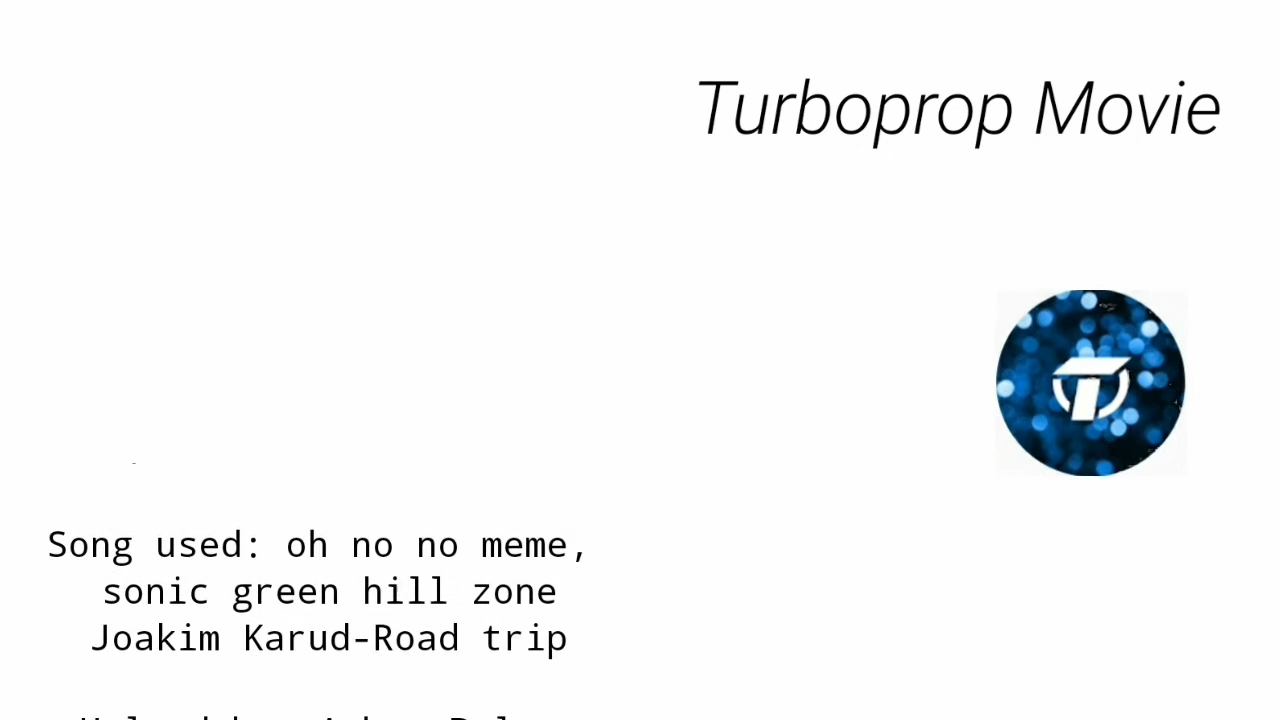 Turboprop Movie
T
Song used: oh no no meme,
sonic green hill zone
Joakim Karud-Road trip